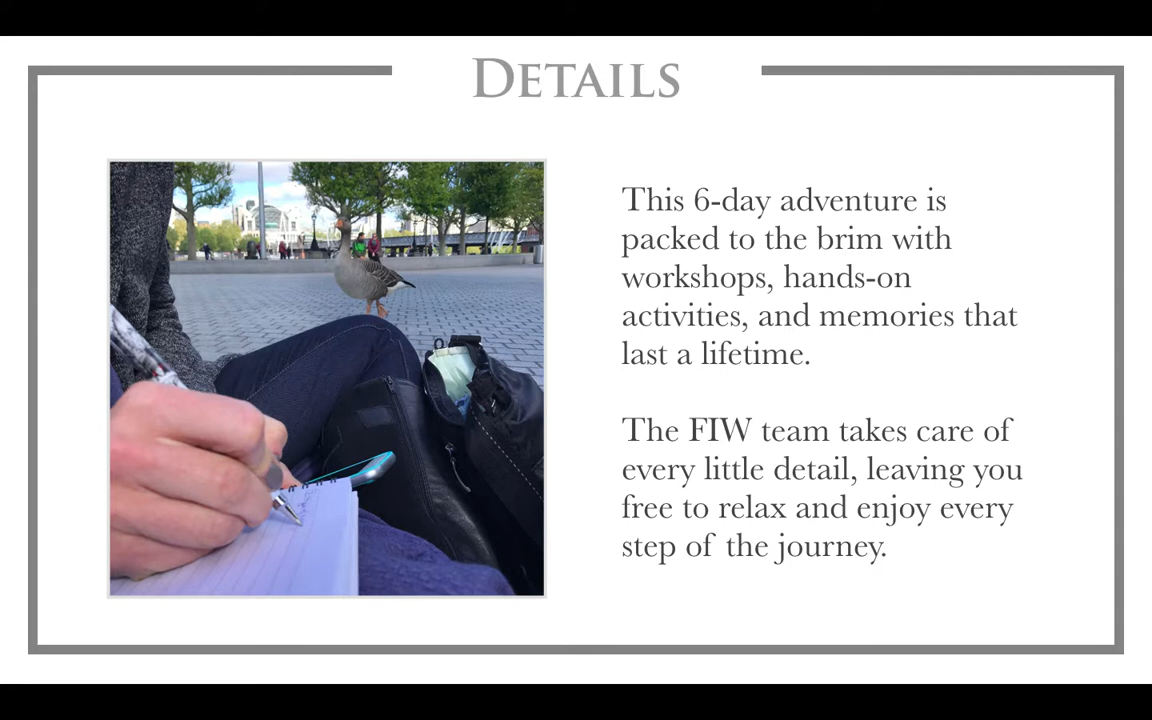 DETAILS
This 6-day adventure is
packed to the brim with
workshops, hands-on
activities, and memories that
last a lifetime.
The FIW team takes care of
every little detail, leaving you
free to relax and enjoy every
step of the journey.